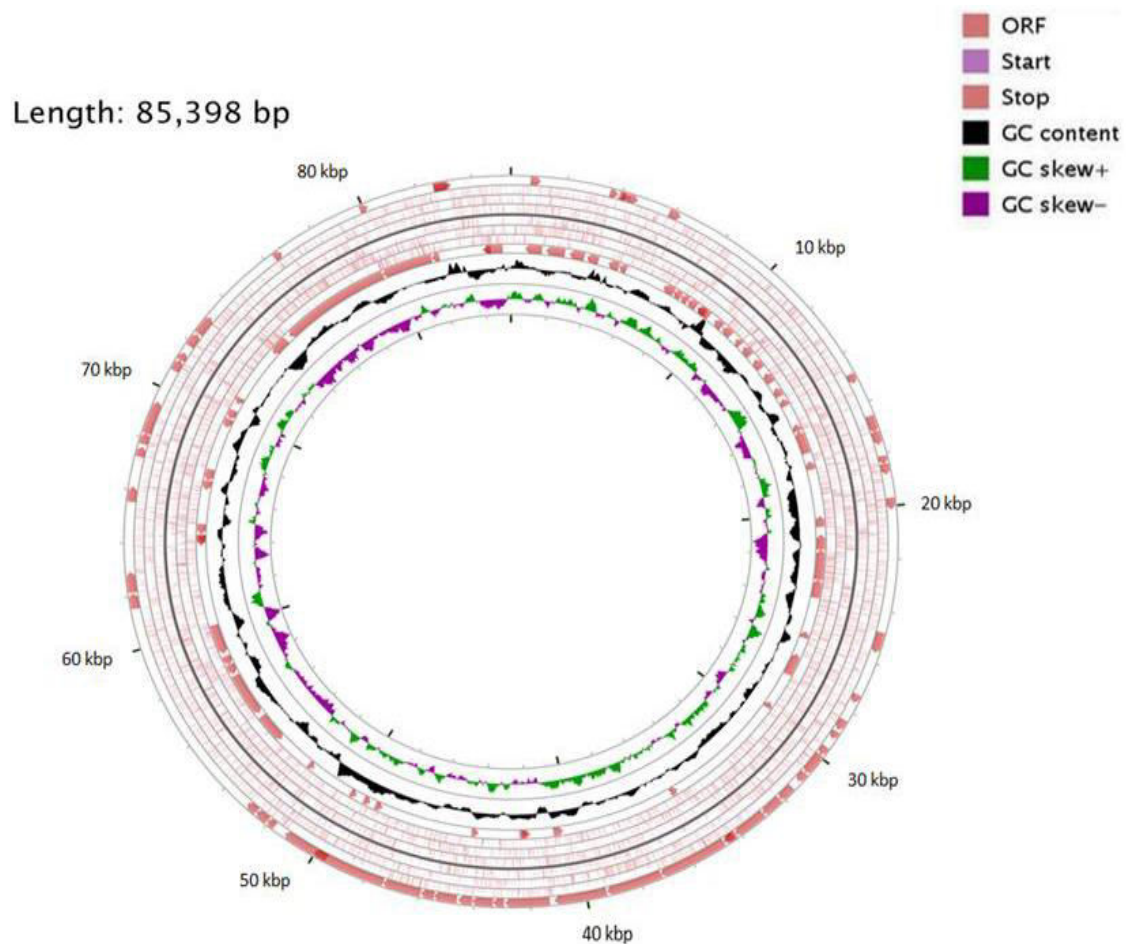 ORF
Start
Stop
GC content
GC skew+
GC skew−
Length: 85,398 bp
80 kbp
10 kbp
70 kbp
20 kbp
60 kbp
30 kbp
50 kbp
40 kbp